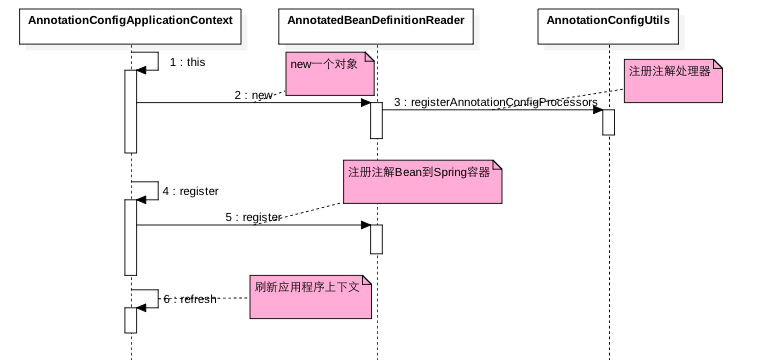 AnnotationConfigApplicationContext
AnnotatedBeanDefinitionReader
AnnotationConfigUtils
1 : this
new一个对象
注册注解处理器
2 : new
3 : registerAnnotationConfigProcessors
注册注解Bean到Spring容器
4 : register
5 : register
刷新应用程序上下文
6 : refresh